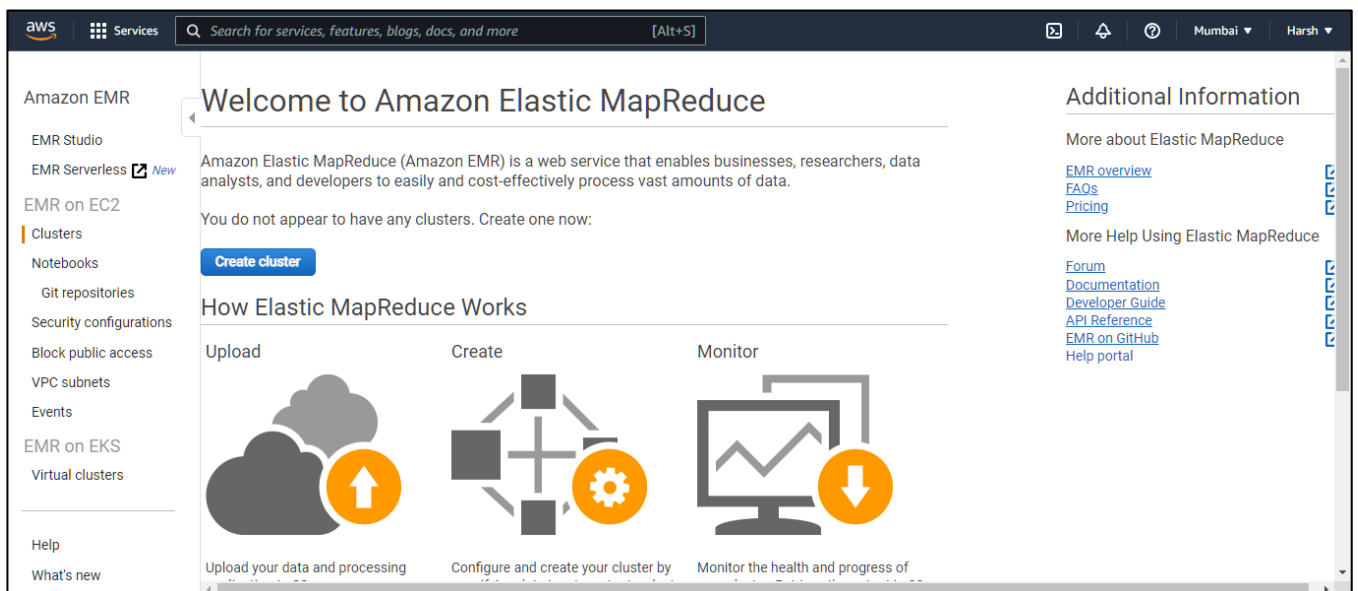 aws
Services
Search for services, features, blogs, docs, and more
[Alt+S]
Mumbai
Harsh
Amazon EMR
EMR Studio
EMR Serverless New
EMR on EC2
Clusters
Notebooks
Git repositories
Security configurations
Block public access
VPC subnets
Events
EMR on EKS
Virtual clusters
Help
What's new
Welcome to Amazon Elastic MapReduce
Amazon Elastic MapReduce (Amazon EMR) is a web service that enables businesses, researchers, data
analysts, and developers to easily and cost-effectively process vast amounts of data.
You do not appear to have any clusters. Create one now:
Create cluster
How Elastic MapReduce Works
Upload
Create
Monitor
Upload your data and processing
Configure and create your cluster by
Monitor the health and progress of
Additional Information
More about Elastic MapReduce
EMR overview
FAQs
Pricing
More Help Using Elastic MapReduce
Forum
Documentation
Developer Guide
API Reference
EMR on GitHub
Help portal